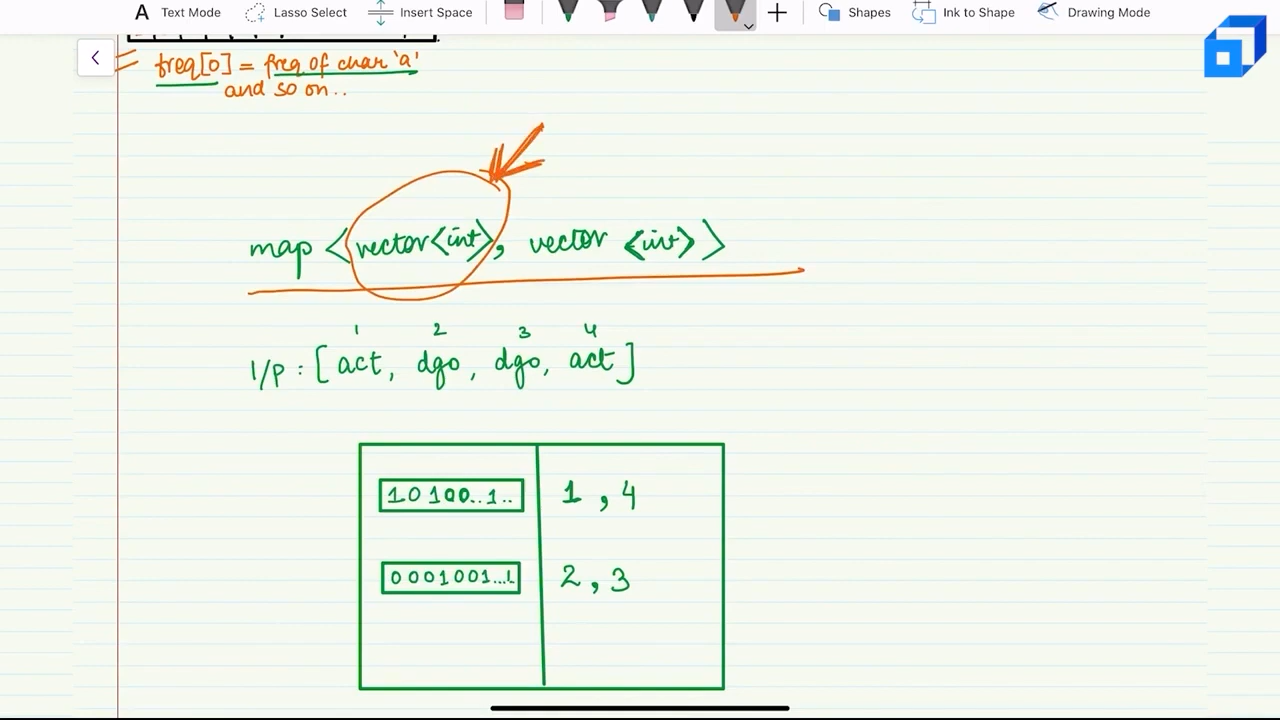 A Text Mode Lasso Select Insert Space Shapes Ink to Shape Drawing Mode
freq[0] = freq. of char 'a'
and so on..
map <vector<int>, vector <int>>
1 2 3 4
I/P : [act, dgo, dgo, act]
10100..1.. 1, 4
0001001...1 2, 3